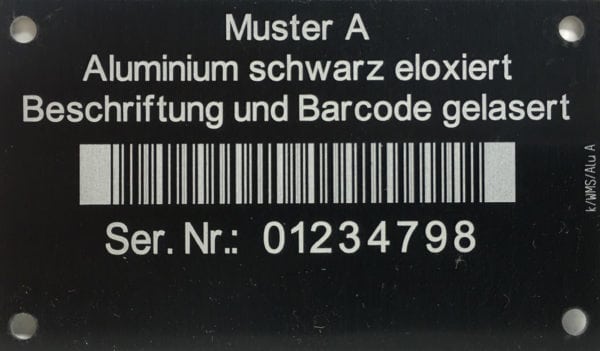 Muster A
Aluminium schwarz eloxiert
Beschriftung und Barcode gelasert
Ser. Nr.: 01234798
k/WMS/Alu A